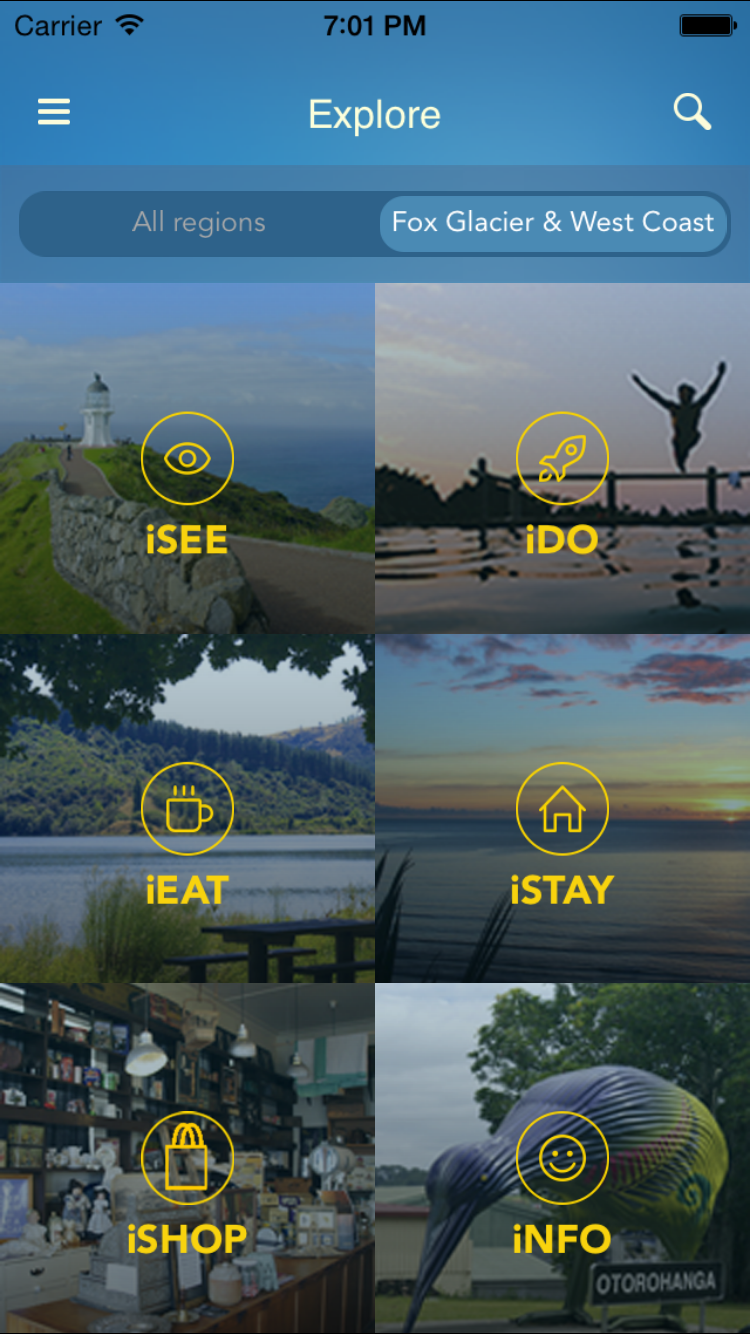 Carrier 7:01 PM
Explore
All regions Fox Glacier & West Coast
iSEE iDO
iEAT iSTAY
iSHOP iNFO
OTOROHANGA